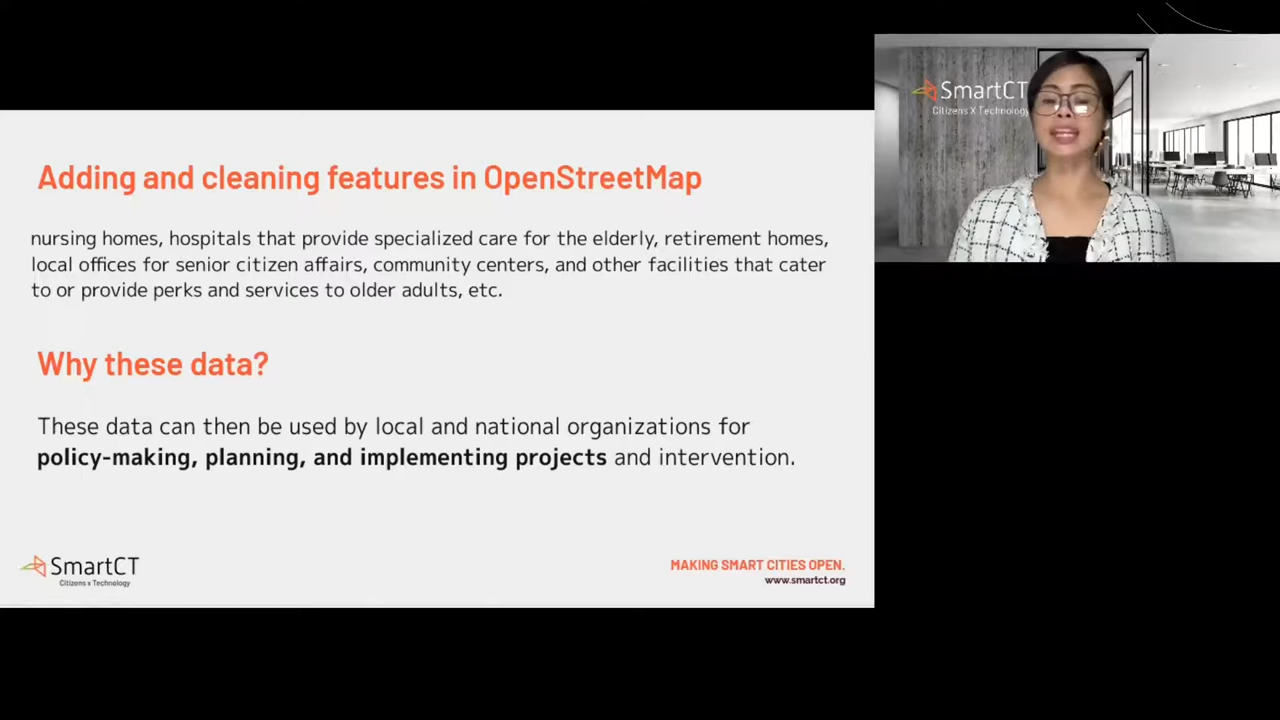 Adding and cleaning features in OpenStreetMap
nursing homes, hospitals that provide specialized care for the elderly, retirement homes,
local offices for senior citizen affairs, community centers, and other facilities that cater
to or provide perks and services to older adults, etc.
Why these data?
These data can then be used by local and national organizations for
policy-making, planning, and implementing projects and intervention.
SmartCT
Citizens x Technology
MAKING SMART CITIES OPEN.
www.smartct.org
SmartCT
Citizens X Technology